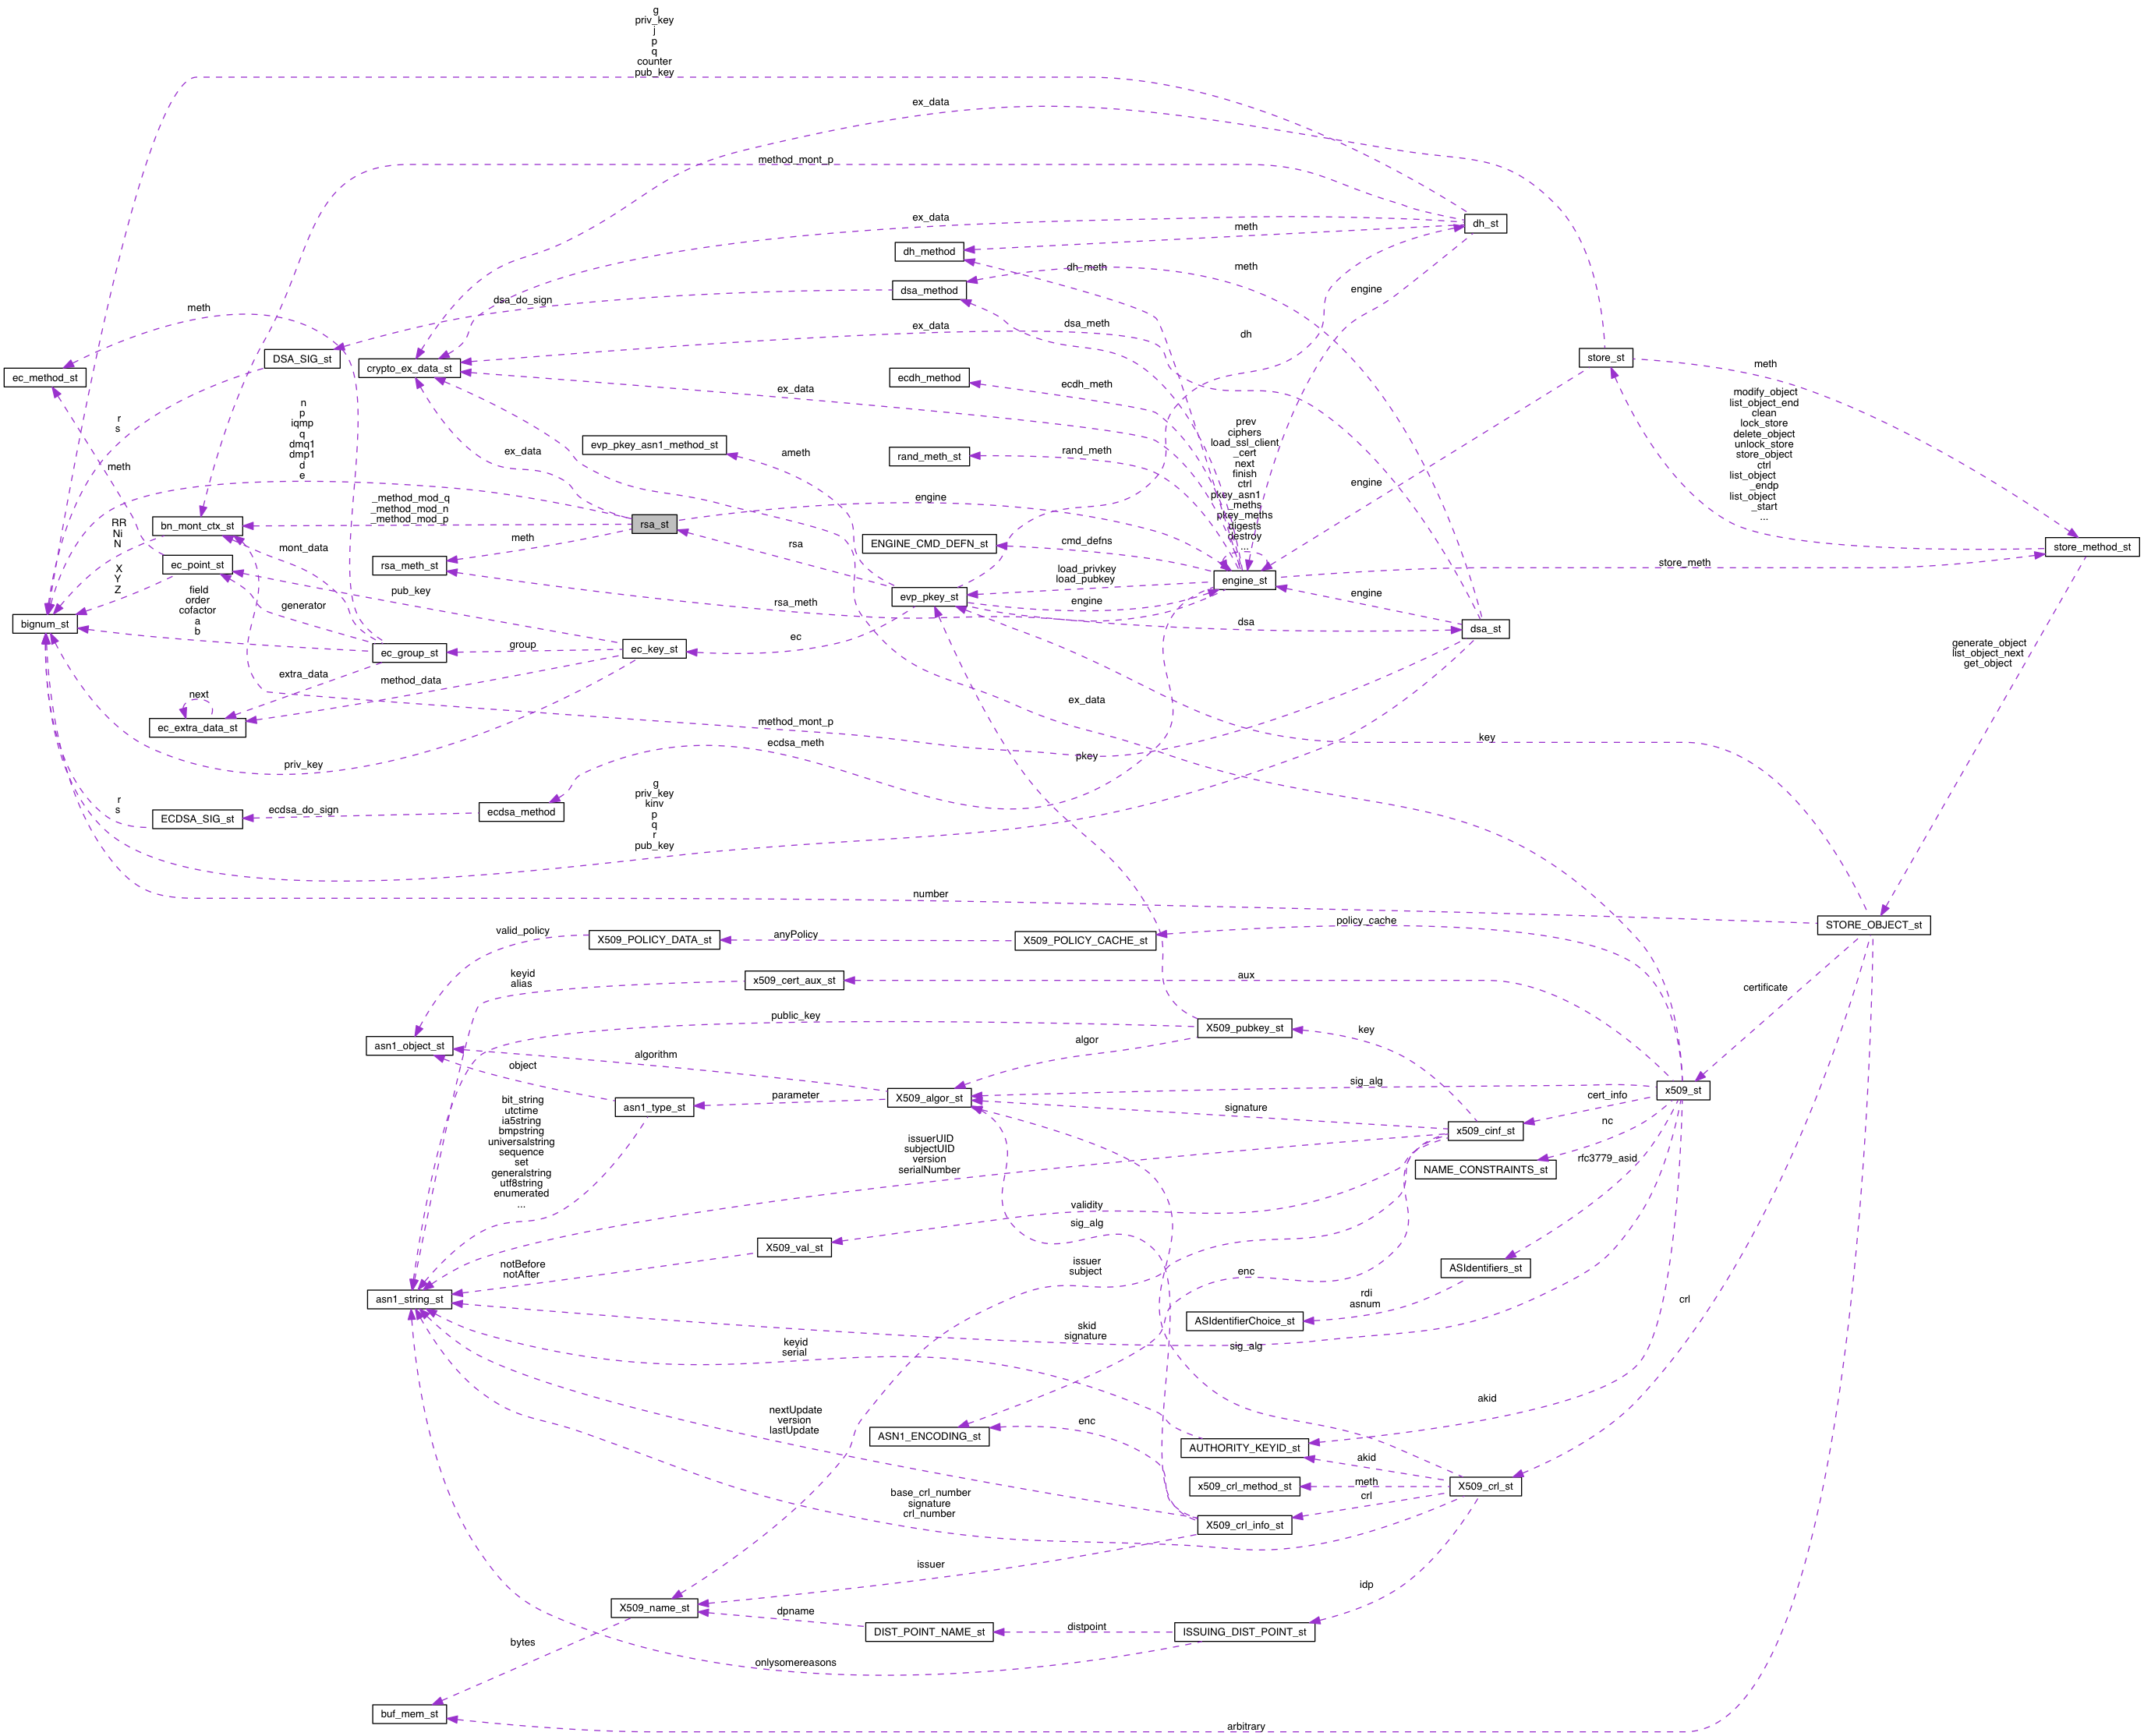 g
priv_key
j
p
q
counter
pub_key
ex_data
method_mont_p
ex_data
dh_st
meth
dh_method
dh_meth
meth
dsa_method
engine
dsa_do_sign
meth
ex_data
dsa_meth
dh
DSA_SIG_st
store_st
crypto_ex_data_st
meth
ec_method_st
ecdh_method
ecdh_meth
ex_data
modify_object
list_object_end
clean
lock_store
delete_object
unlock_store
store_object
ctrl
list_object
_endp
list_object
_start
...
n
p
iqmp
q
dmq1
dmp1
d
e
r
s
prev
ciphers
load_ssl_client
_cert
next
finish
ctrl
pkey_asn1
_meths
pkey_meths
digests
destroy
...
evp_pkey_asn1_method_st
ameth
ex_data
rand_meth_st
rand_meth
meth
engine
_method_mod_q
_method_mod_n
_method_mod_p
engine
rsa_st
bn_mont_ctx_st
RR
Ni
N
meth
rsa
ENGINE_CMD_DEFN_st
cmd_defns
store_method_st
mont_data
ec_point_st
rsa_meth_st
load_privkey
load_pubkey
engine_st
store_meth
X
Y
Z
field
order
cofactor
a
b
pub_key
generator
rsa_meth
evp_pkey_st
engine
engine
bignum_st
dsa
dsa_st
ec
ec_group_st
group
ec_key_st
generate_object
list_object_next
get_object
extra_data
method_data
next
ex_data
ec_extra_data_st
method_mont_p
key
ecdsa_meth
pkey
priv_key
g
priv_key
kinv
p
q
r
pub_key
r
s
ECDSA_SIG_st
ecdsa_do_sign
ecdsa_method
number
policy_cache
STORE_OBJECT_st
valid_policy
X509_POLICY_DATA_st
anyPolicy
X509_POLICY_CACHE_st
keyid
alias
x509_cert_aux_st
aux
certificate
public_key
X509_pubkey_st
key
asn1_object_st
algorithm
algor
object
sig_alg
x509_st
bit_string
utctime
ia5string
bmpstring
universalstring
sequence
set
generalstring
utf8string
enumerated
...
asn1_type_st
parameter
X509_algor_st
signature
cert_info
nc
x509_cinf_st
issuerUID
subjectUID
version
serialNumber
NAME_CONSTRAINTS_st
rfc3779_asid
validity
sig_alg
X509_val_st
notBefore
notAfter
issuer
subject
enc
ASIdentifiers_st
rdi
asnum
asn1_string_st
crl
ASIdentifierChoice_st
skid
signature
keyid
serial
sig_alg
akid
nextUpdate
version
lastUpdate
enc
ASN1_ENCODING_st
AUTHORITY_KEYID_st
akid
meth
x509_crl_method_st
X509_crl_st
base_crl_number
signature
crl_number
crl
X509_crl_info_st
issuer
idp
X509_name_st
dpname
DIST_POINT_NAME_st
distpoint
ISSUING_DIST_POINT_st
bytes
onlysomereasons
buf_mem_st
arbitrary